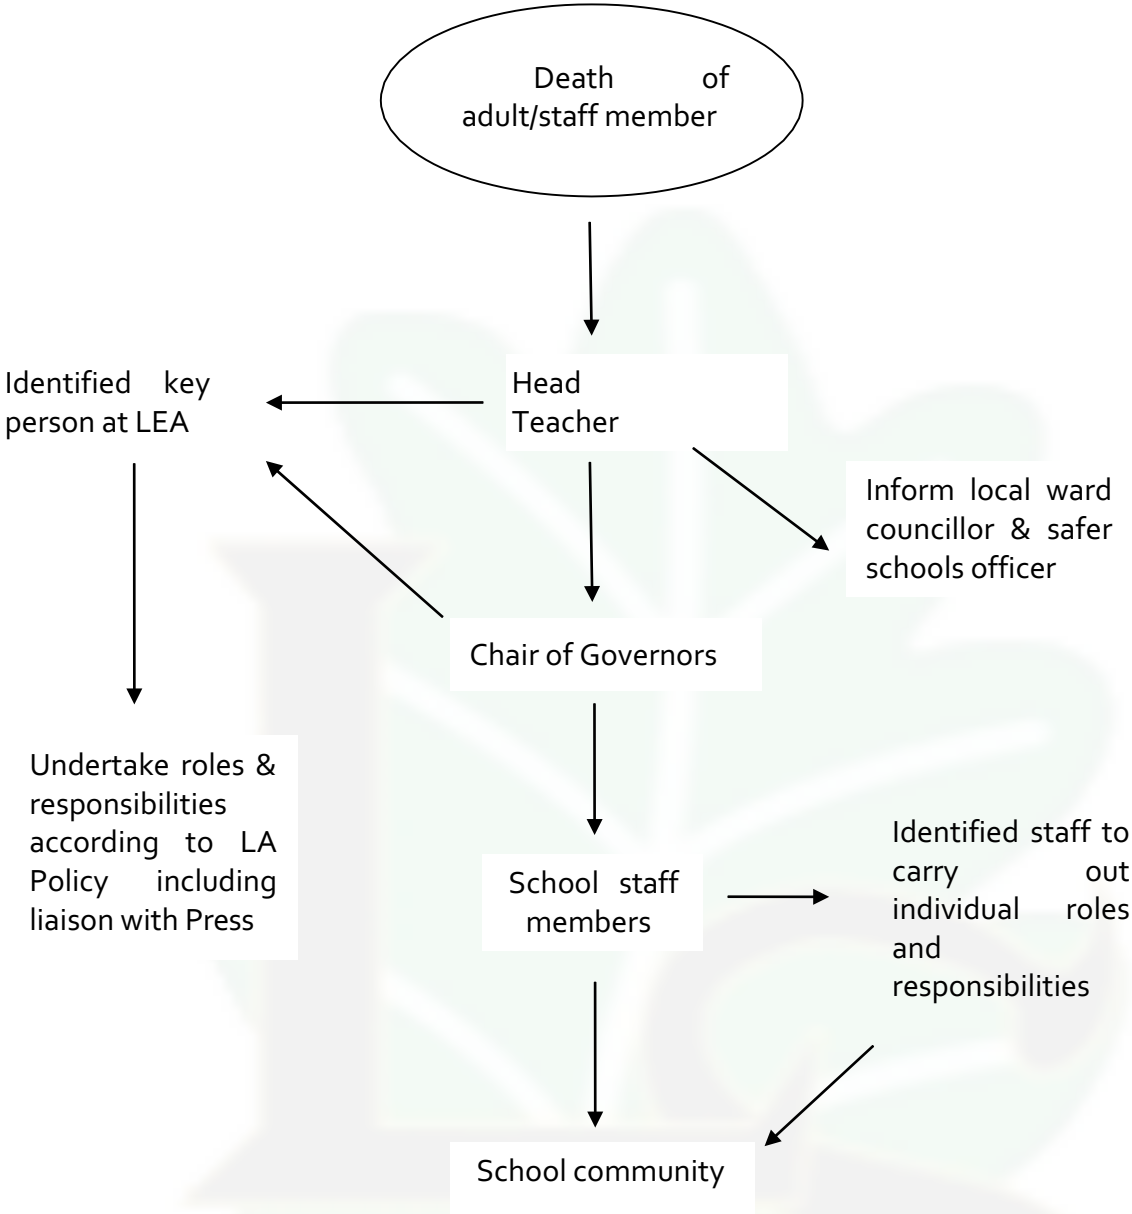 Death of
adult/staff member
Identified key
person at LEA
Head
Teacher
Inform local ward
councillor & safer
schools officer
Chair of Governors
Undertake roles &
responsibilities
according to LA
Policy including
liaison with Press
School staff
members
Identified staff to
carry out
individual roles
and
responsibilities
School community